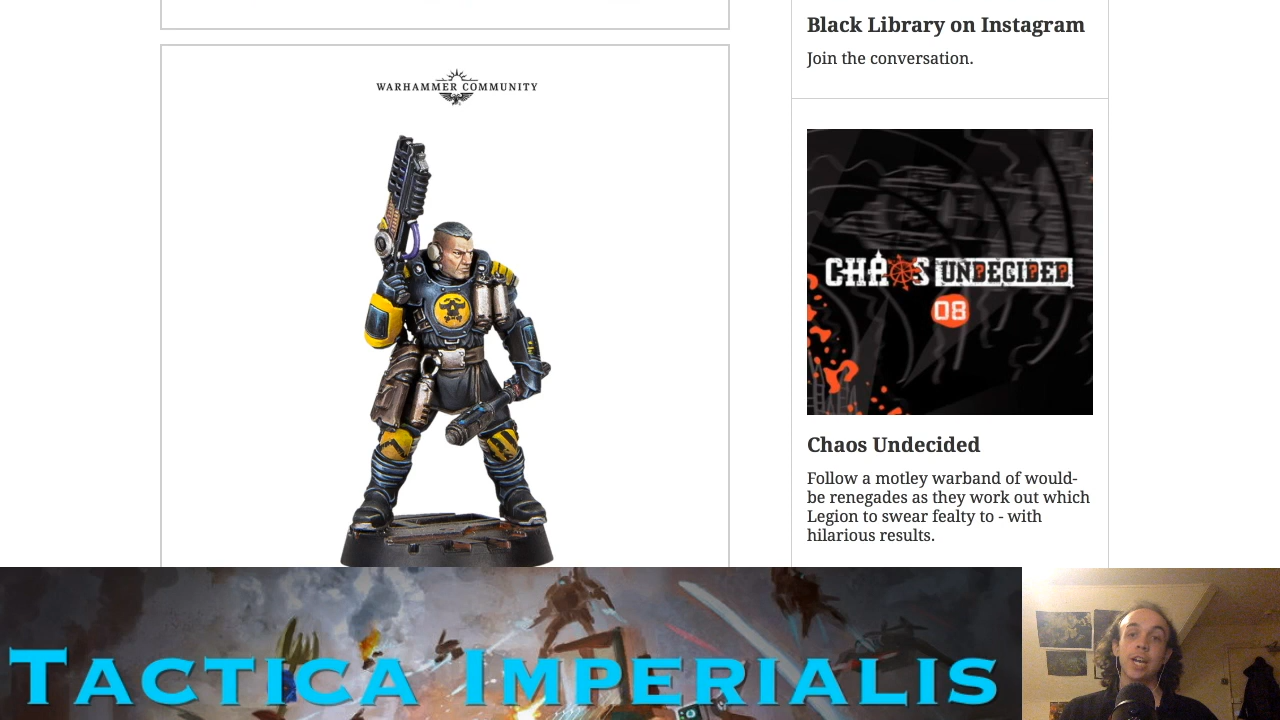 WARHAMMER COMMUNITY
Black Library on Instagram
Join the conversation.
CHAOS UNDECIDED
08
Chaos Undecided
Follow a motley warband of would-
be renegades as they work out which
Legion to swear fealty to - with
hilarious results.
TACTICA IMPERIALIS